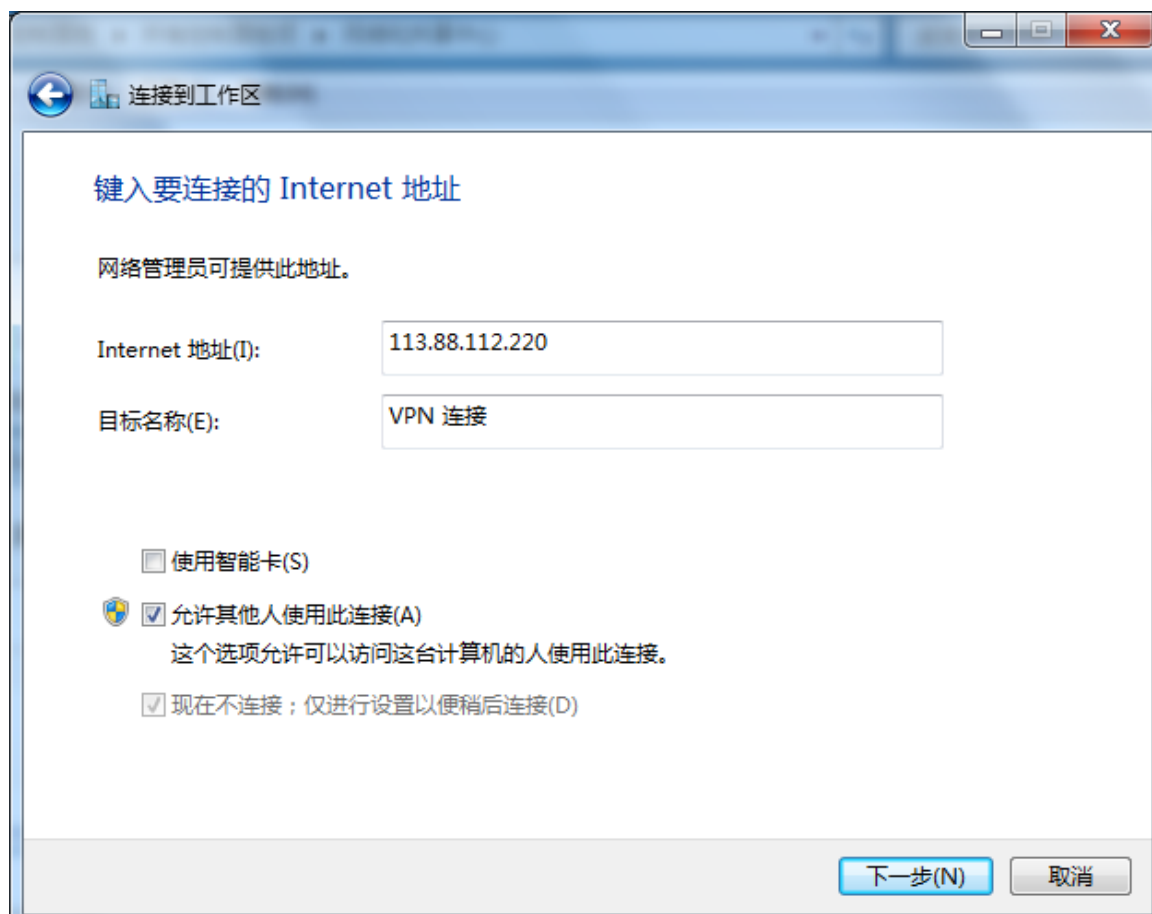 连接到工作区
键入要连接的 Internet 地址
网络管理员可提供此地址。
Internet 地址(I):
113.88.112.220
目标名称(E):
VPN 连接
使用智能卡(S)
允许其他人使用此连接(A)
这个选项允许可以访问这台计算机的人使用此连接。
现在不连接；仅进行设置以便稍后连接(D)
下一步(N)
取消